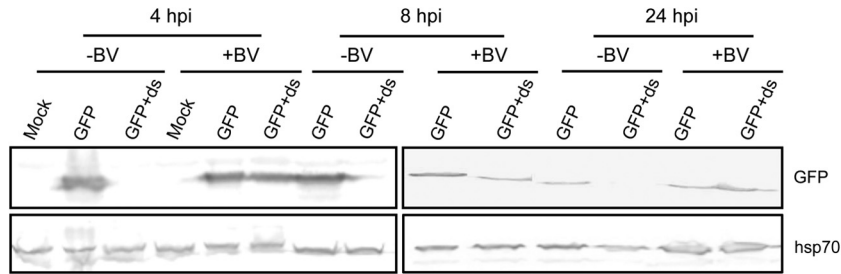 4 hpi 8 hpi 24 hpi
-BV +BV -BV +BV -BV +BV
Mock GFP GFP+ds Mock GFP GFP+ds GFP GFP+ds GFP GFP+ds GFP GFP+ds GFP GFP+ds
GFP
hsp70